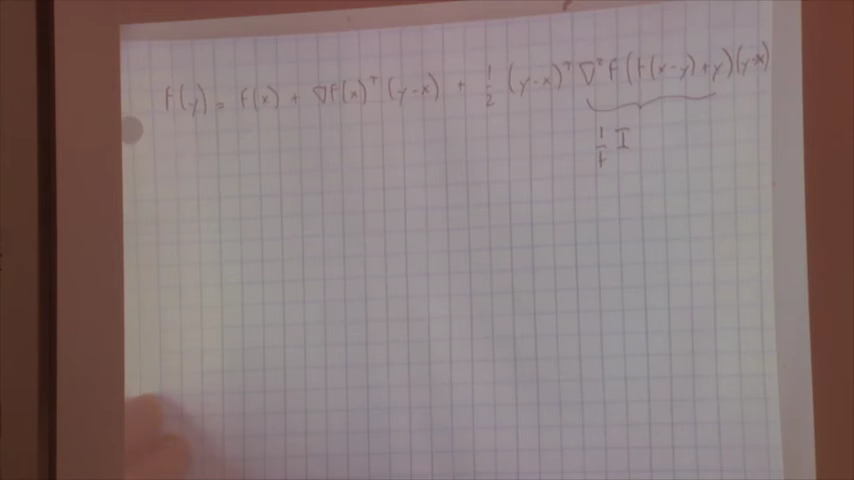 f(y) = f(x) + ∇f(x)ᵀ (y-x) + 1/2 (y-x)ᵀ ∇²f(t(x-y)+y)(y-x)
1/t I